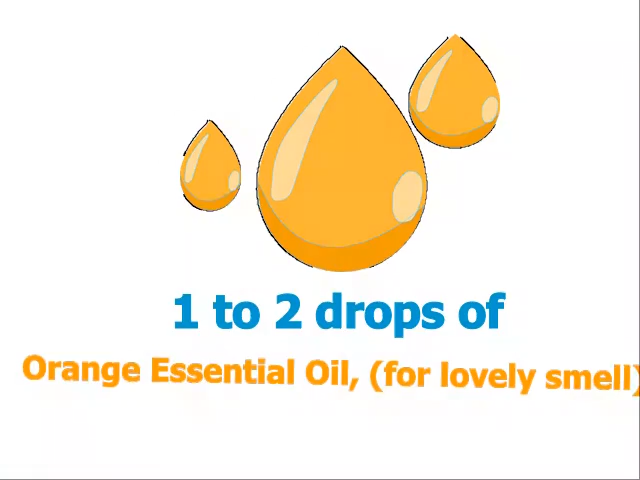 1 to 2 drops of
Orange Essential Oil, (for lovely smell)